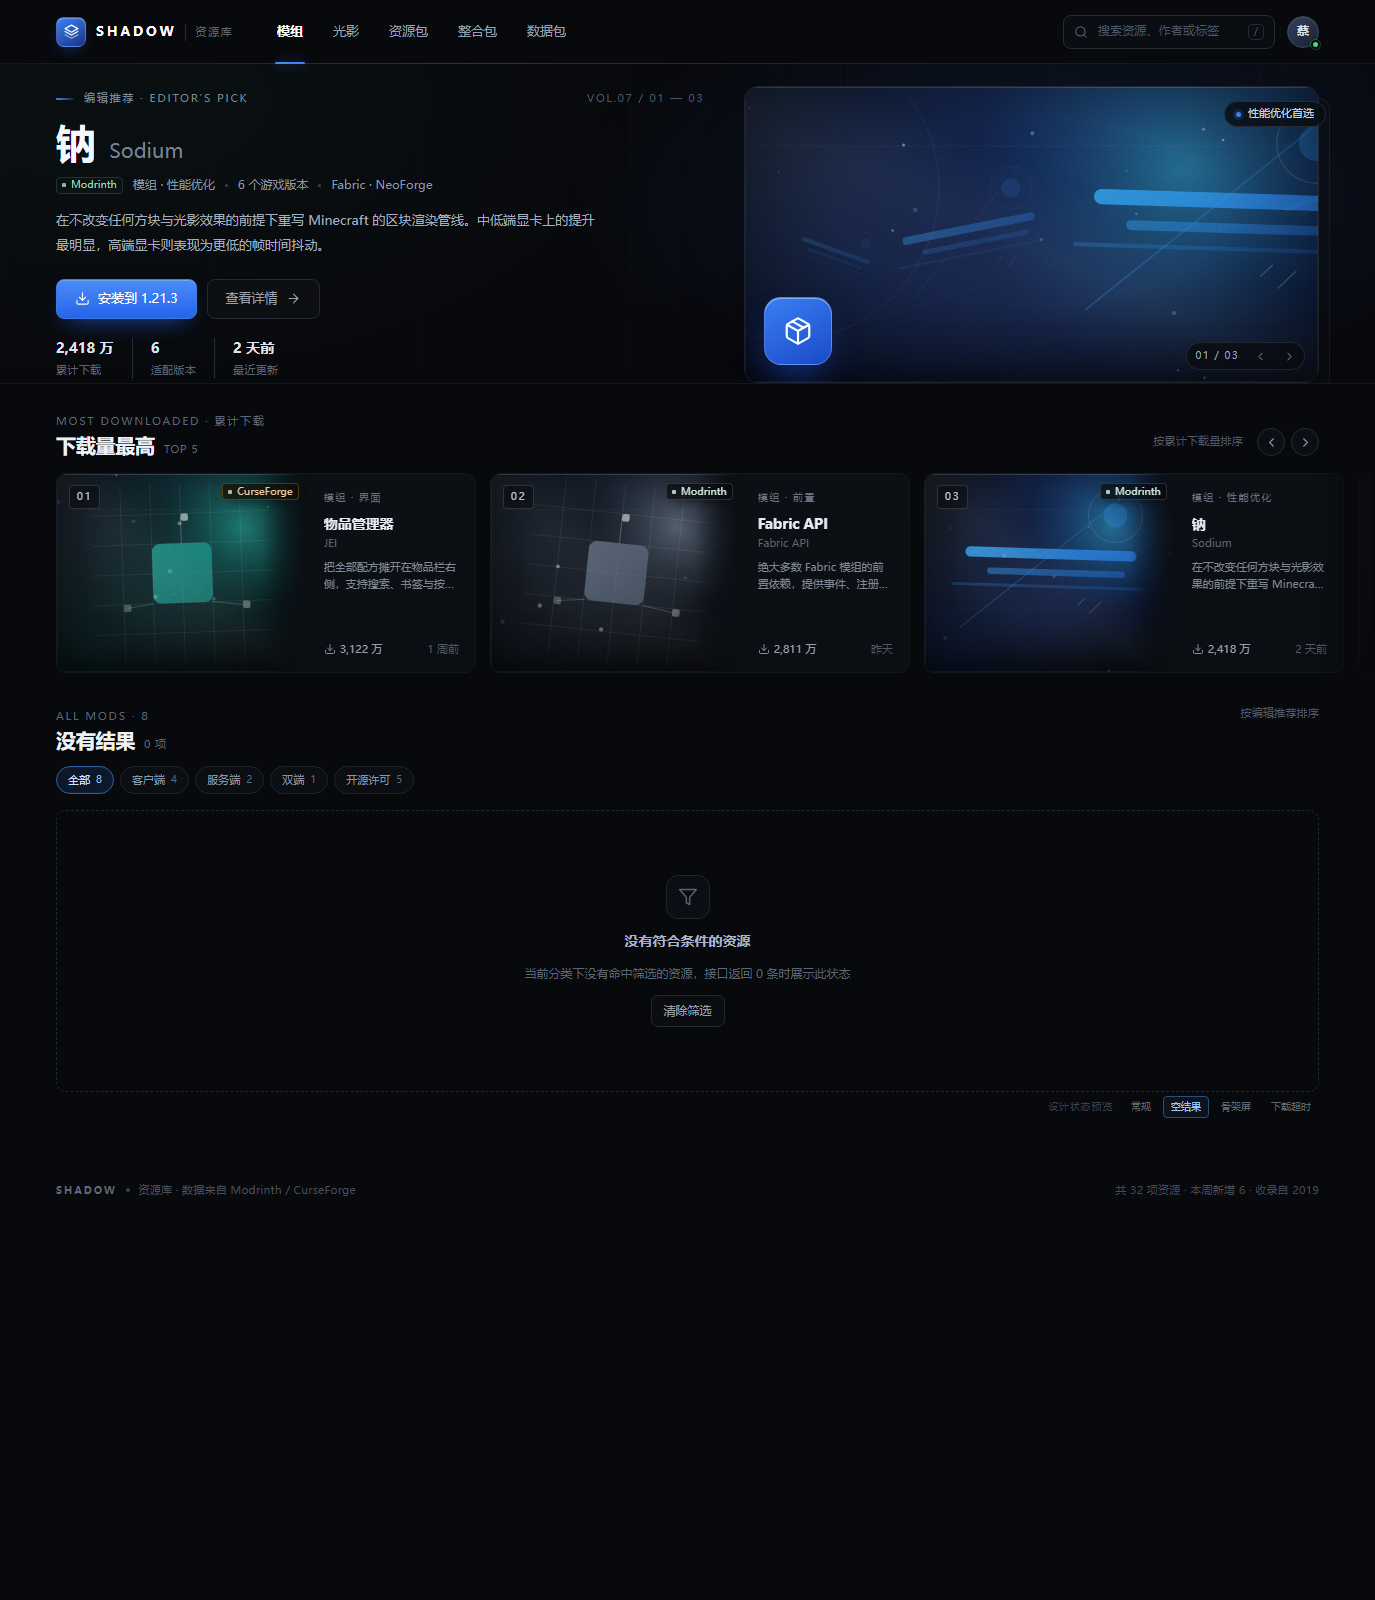 SHADOW 资源库 模组 光影 资源包 整合包 数据包 搜索资源、作者或标签 / 蔡
编辑推荐 · EDITOR'S PICK VOL.07 / 01 — 03
性能优化首选
钠 Sodium
Modrinth 模组 · 性能优化 • 6 个游戏版本 • Fabric · NeoForge
在不改变任何方块与光影效果的前提下重写 Minecraft 的区块渲染管线。中低端显卡上的提升
最明显，高端显卡则表现为更低的帧时间抖动。
安装到 1.21.3 查看详情
2,418 万 6 2 天前
累计下载 适配版本 最近更新
01 / 03
MOST DOWNLOADED · 累计下载
下载量最高 TOP 5
按累计下载量排序
01 CurseForge
模组 · 界面
物品管理器
JEI
把全部配方摊开在物品栏右
侧，支持搜索、书签与按...
3,122 万 1 周前
02 Modrinth
模组 · 前置
Fabric API
Fabric API
绝大多数 Fabric 模组的前
置依赖，提供事件、注册...
2,811 万 昨天
03 Modrinth
模组 · 性能优化
钠
Sodium
在不改变任何方块与光影效
果的前提下重写 Minecra...
2,418 万 2 天前
ALL MODS · 8
没有结果 0 项
按编辑推荐排序
全部 8 客户端 4 服务端 2 双端 1 开源许可 5
没有符合条件的资源
当前分类下没有命中筛选的资源，接口返回 0 条时展示此状态
清除筛选
设计状态预览 常规 空结果 骨架屏 下载超时
SHADOW • 资源库 · 数据来自 Modrinth / CurseForge
共 32 项资源 · 本周新增 6 · 收录自 2019